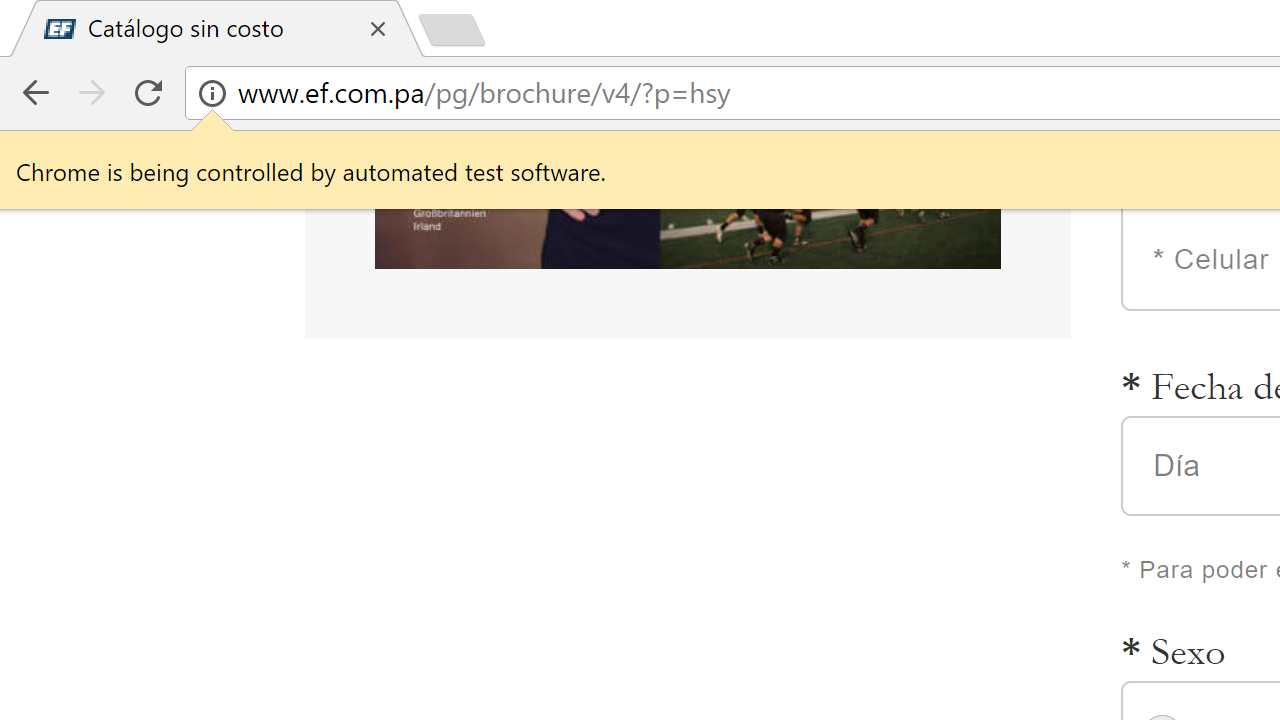 EF Catálogo sin costo
www.ef.com.pa/pg/brochure/v4/?p=hsy
Chrome is being controlled by automated test software.
Großbritannien
Irland
* Celular
* Fecha de
Día
* Para poder e
* Sexo